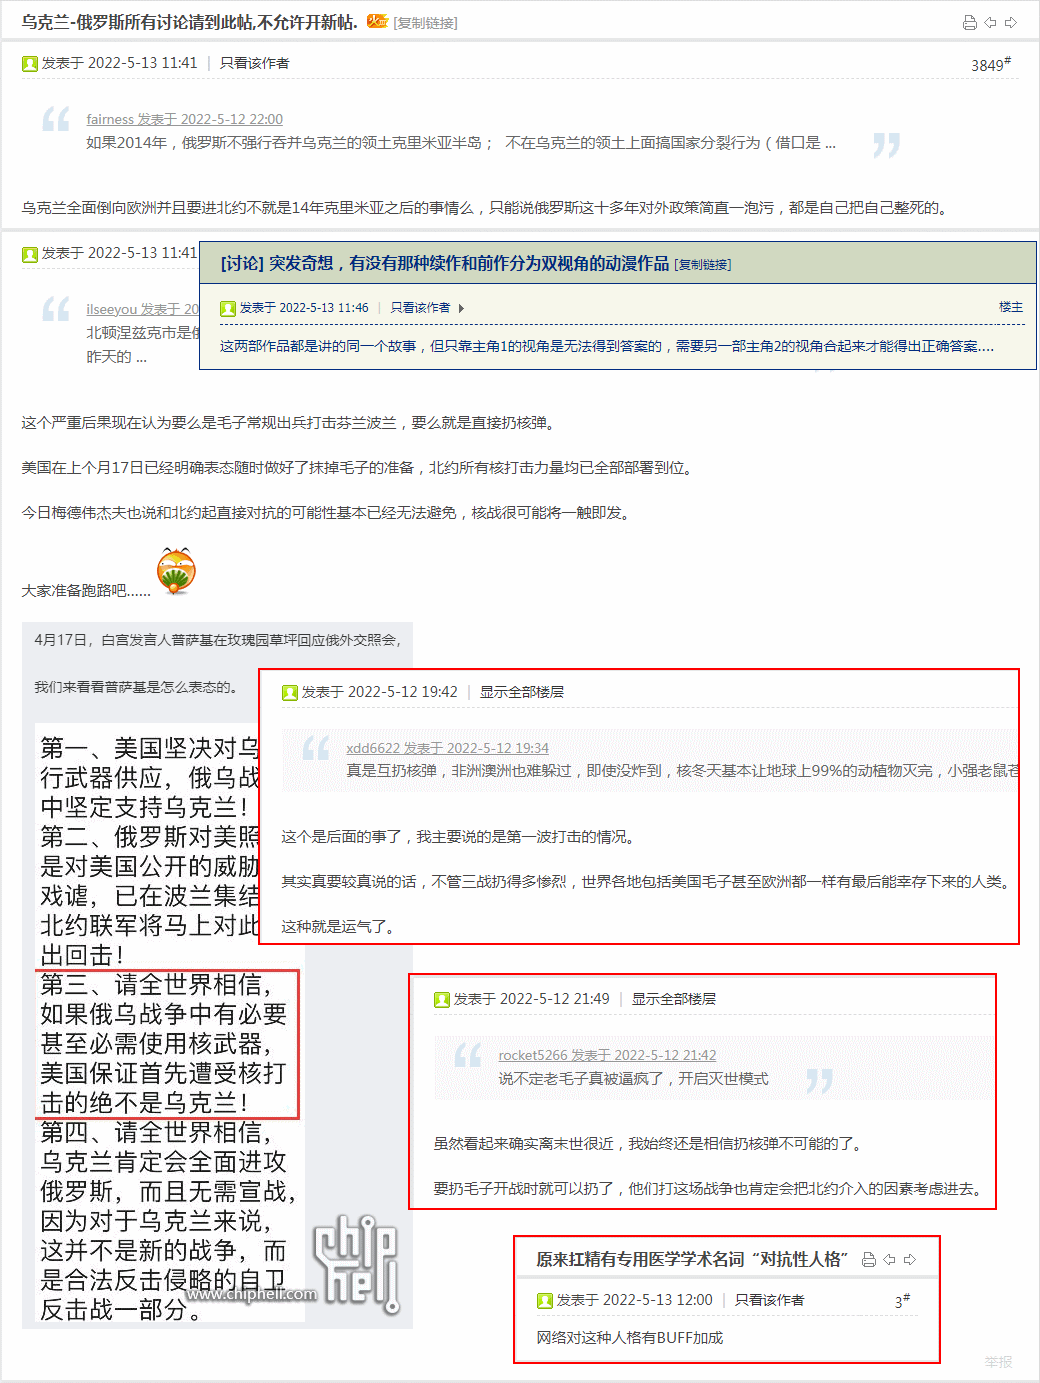 乌克兰-俄罗斯所有讨论请到此帖,不允许开新帖. 火 [复制链接]
发表于 2022-5-13 11:41 | 只看该作者
3849#
fairness 发表于 2022-5-12 22:00
如果2014年，俄罗斯不强行吞并乌克兰的领土克里米亚半岛； 不在乌克兰的领土上面搞国家分裂行为（借口是 ...
乌克兰全面倒向欧洲并且要进北约不就是14年克里米亚之后的事情么，只能说俄罗斯这十多年对外政策简直一泡污，都是自己把自己整死的。
发表于 2022-5-13 11:41
ilseeyou 发表于 20
北顿涅兹克市是
昨天的 ...
[讨论] 突发奇想，有没有那种续作和前作分为双视角的动漫作品 [复制链接]
发表于 2022-5-13 11:46 | 只看该作者
楼主
这两部作品都是讲的同一个故事，但只靠主角1的视角是无法得到答案的，需要另一部主角2的视角合起来才能得出正确答案....
这个严重后果现在认为要么是毛子常规出兵打击芬兰波兰，要么就是直接扔核弹。
美国在上个月17日已经明确表态随时做好了抹掉毛子的准备，北约所有核打击力量均已全部部署到位。
今日梅德伟杰夫也说和北约起直接对抗的可能性基本已经无法避免，核战很可能将一触即发。
大家准备跑路吧......
4月17日，白宫发言人普萨基在玫瑰园草坪回应俄外交照会，
我们来看看普萨基是怎么表态的。
第一、美国坚决对乌
行武器供应，俄乌战
中坚定支持乌克兰！
第二、俄罗斯对美照
是对美国公开的威胁
戏谑，已在波兰集结
北约联军将马上对此
出回击！
第三、请全世界相信，
如果俄乌战争中有必要
甚至必需使用核武器，
美国保证首先遭受核打
击的绝不是乌克兰！
第四、请全世界相信，
乌克兰肯定会全面进攻
俄罗斯，而且无需宣战，
因为对于乌克兰来说，
这并不是新的战争，而
是合法反击侵略的自卫
反击战一部分。
www.chiphell.com
chip
hell
发表于 2022-5-12 19:42 | 显示全部楼层
xdd6622 发表于 2022-5-12 19:34
真是互扔核弹，非洲澳洲也难躲过，即使没炸到，核冬天基本让地球上99%的动植物灭完，小强老鼠苍
这个是后面的事了，我主要说的是第一波打击的情况。
其实真要较真说的话，不管三战扔得多惨烈，世界各地包括美国毛子甚至欧洲都一样有最后能幸存下来的人类。
这种就是运气了。
发表于 2022-5-12 21:49 | 显示全部楼层
rocket5266 发表于 2022-5-12 21:42
说不定老毛子真被逼疯了，开启灭世模式
虽然看起来确实离末世很近，我始终还是相信扔核弹不可能的了。
要扔毛子开战时就可以扔了，他们打这场战争也肯定会把北约介入的因素考虑进去。
原来扛精有专用医学学术名词“对抗性人格”
发表于 2022-5-13 12:00 | 只看该作者
3#
网络对这种人格有BUFF加成
举报